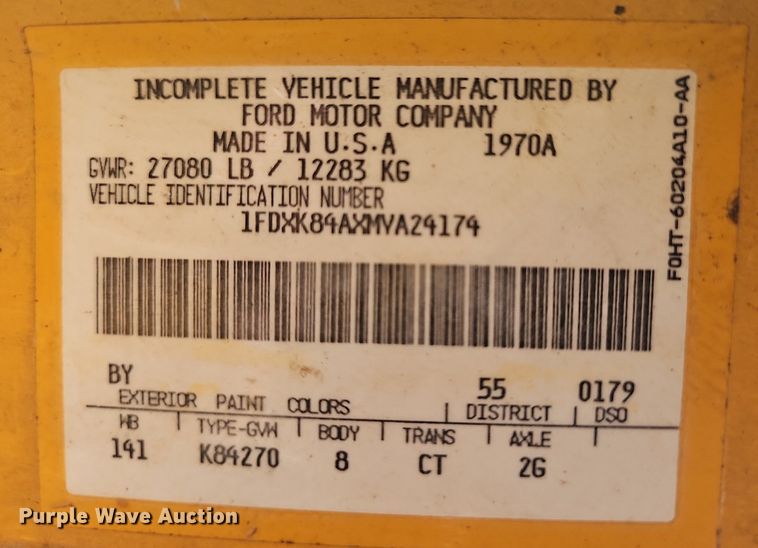 INCOMPLETE VEHICLE MANUFACTURED BY
FORD MOTOR COMPANY
MADE IN U.S.A 1970A
GVWR: 27080 LB / 12283 KG
VEHICLE IDENTIFICATION NUMBER
1FDXK84AXMVA24174
F0HT-60204A10-AA
BY 55 0179
EXTERIOR PAINT COLORS DISTRICT DSO
WB TYPE-GVW BODY TRANS AXLE
141 K84270 8 CT 2G
Purple Wave Auction